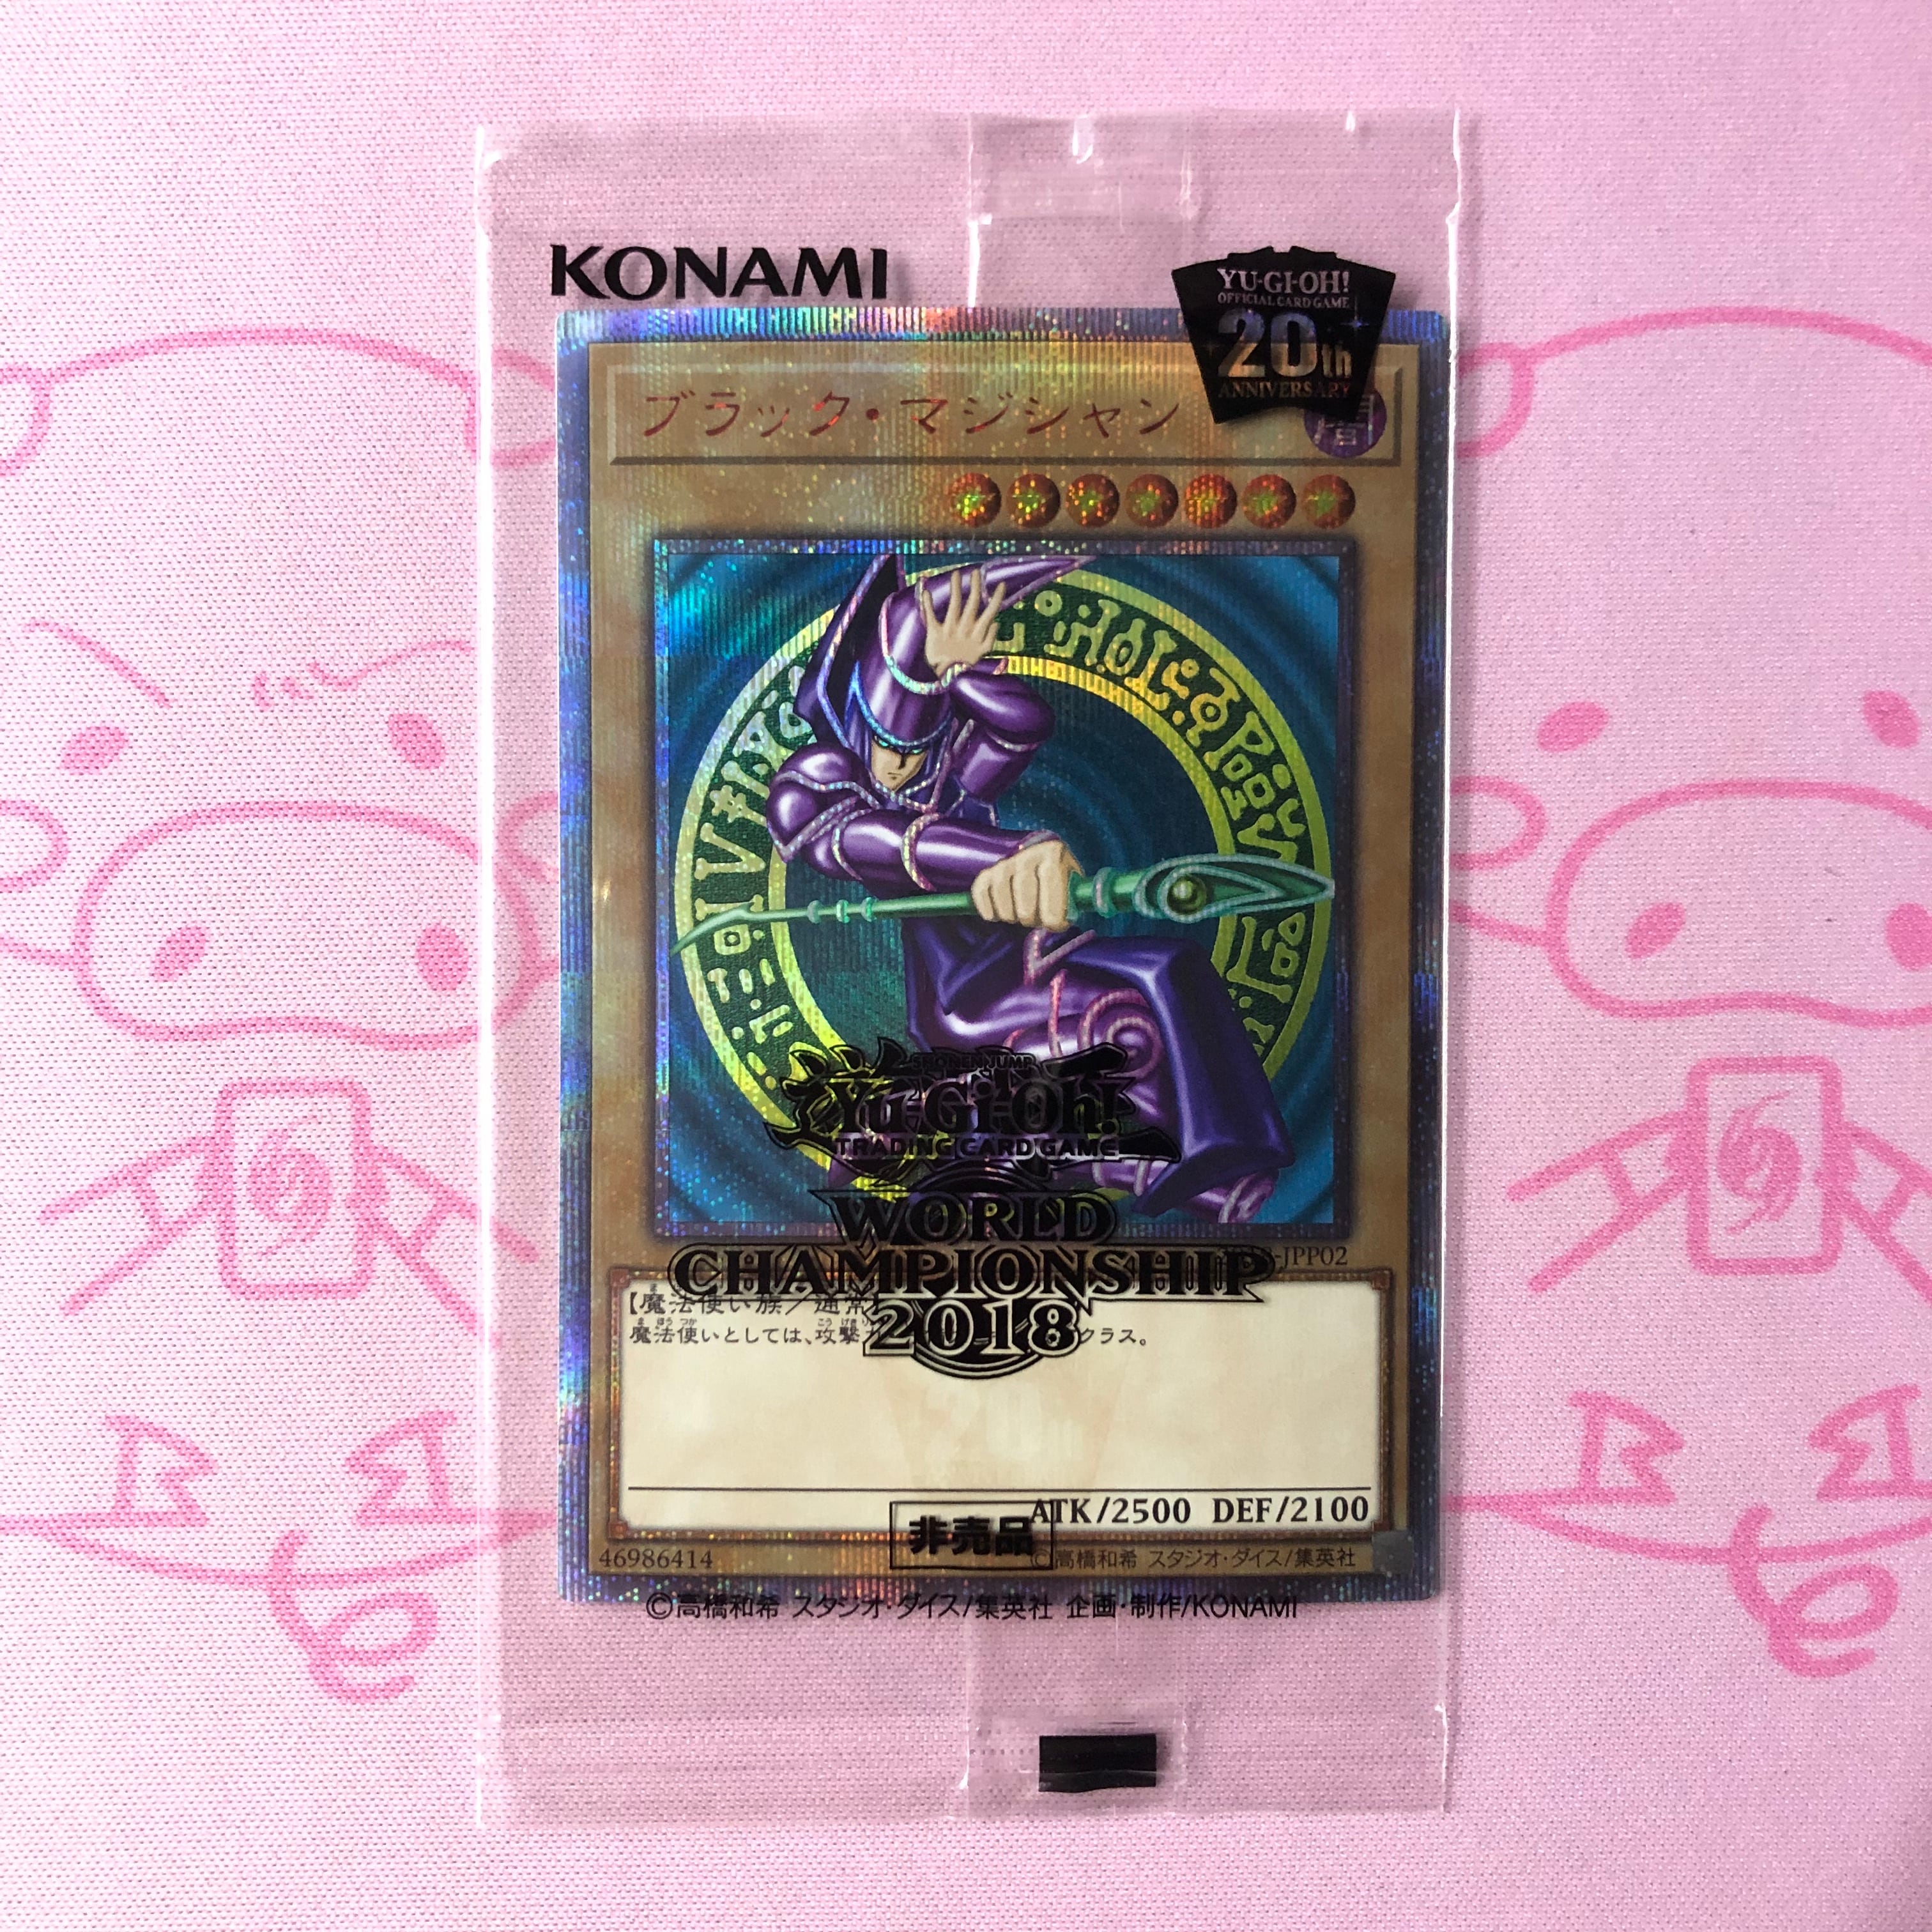 KONAMI
YU-GI-OH!
OFFICIAL CARD GAME
20th
ANNIVERSARY
ブラック・マジシャン
闇
SHONEN JUMP
Yu-Gi-Oh!
TRADING CARD GAME
WORLD
CHAMPIONSHIP
2018
-JPP02
【魔法使い族／通常】
魔法使いとしては、攻撃 クラス。
ATK/2500 DEF/2100
非売品
46986414
©高橋和希 スタジオ・ダイス/集英社
©高橋和希 スタジオ・ダイス/集英社 企画・制作/KONAMI